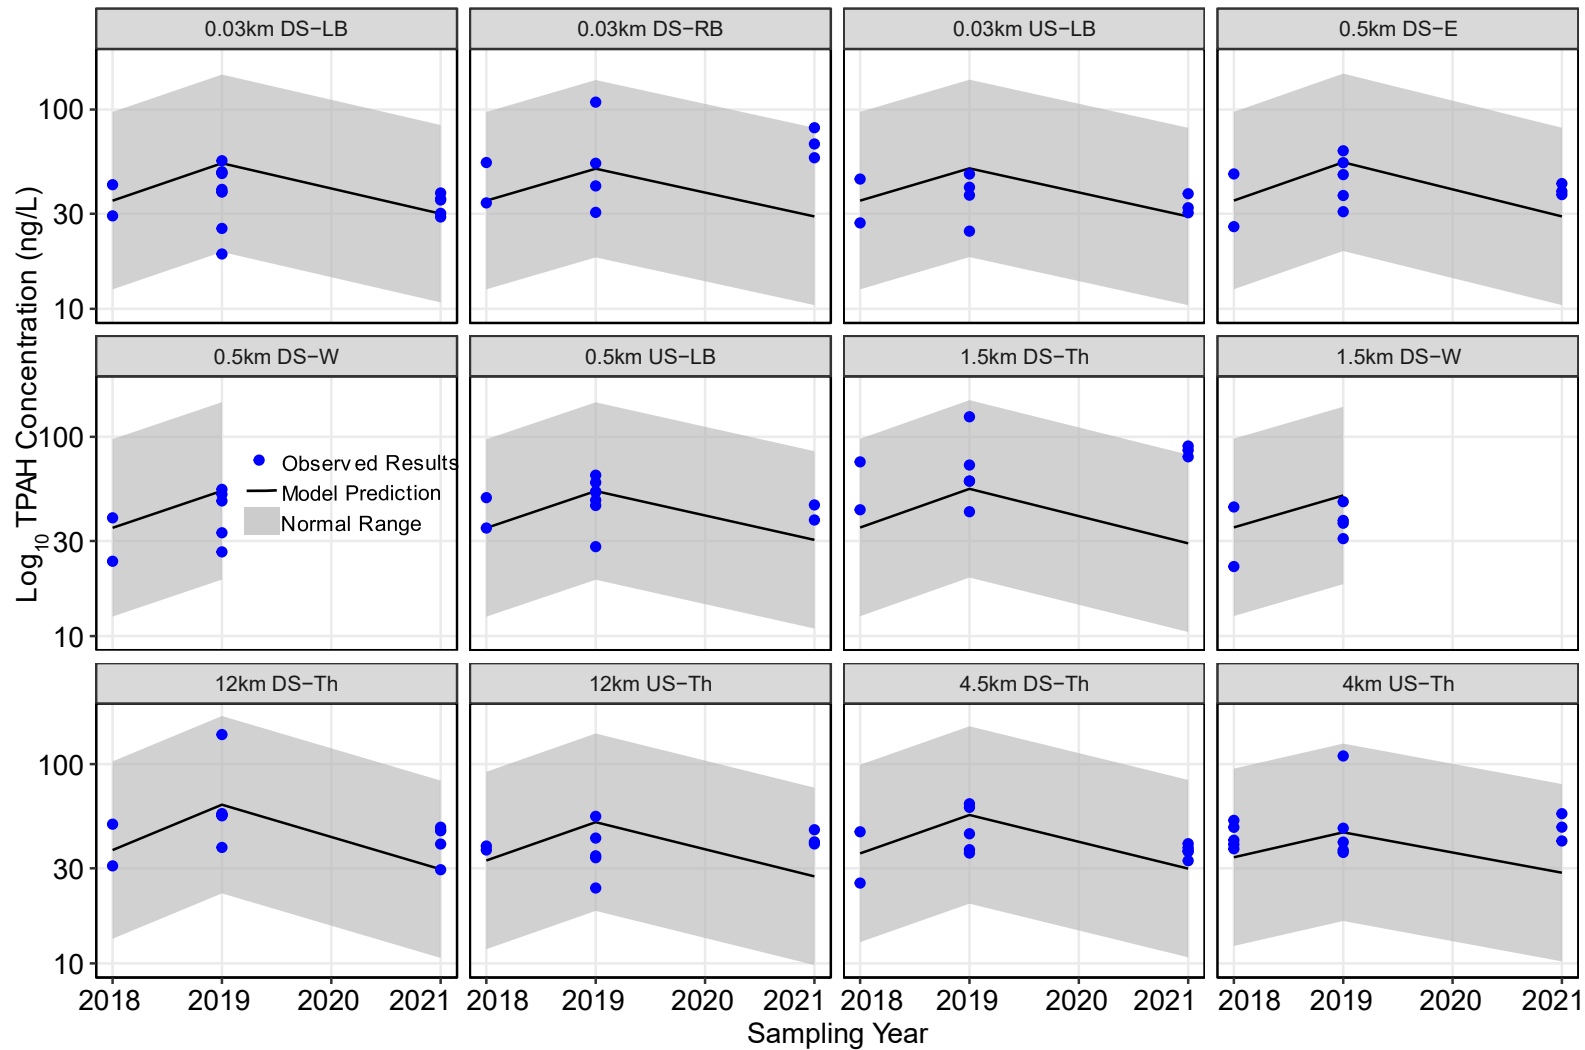 0.03km DS−LB
0.03km DS−RB
0.03km US−LB
0.5km DS−E
100
30
10
0.5km DS−W
0.5km US−LB
1.5km DS−Th
1.5km DS−W
100
30
10
Observed Results
Model Prediction
Normal Range
12km DS−Th
12km US−Th
4.5km DS−Th
4km US−Th
100
30
10
2018 2019 2020 2021
2018 2019 2020 2021
2018 2019 2020 2021
2018 2019 2020 2021
Sampling Year
Log10 TPAH Concentration (ng/L)